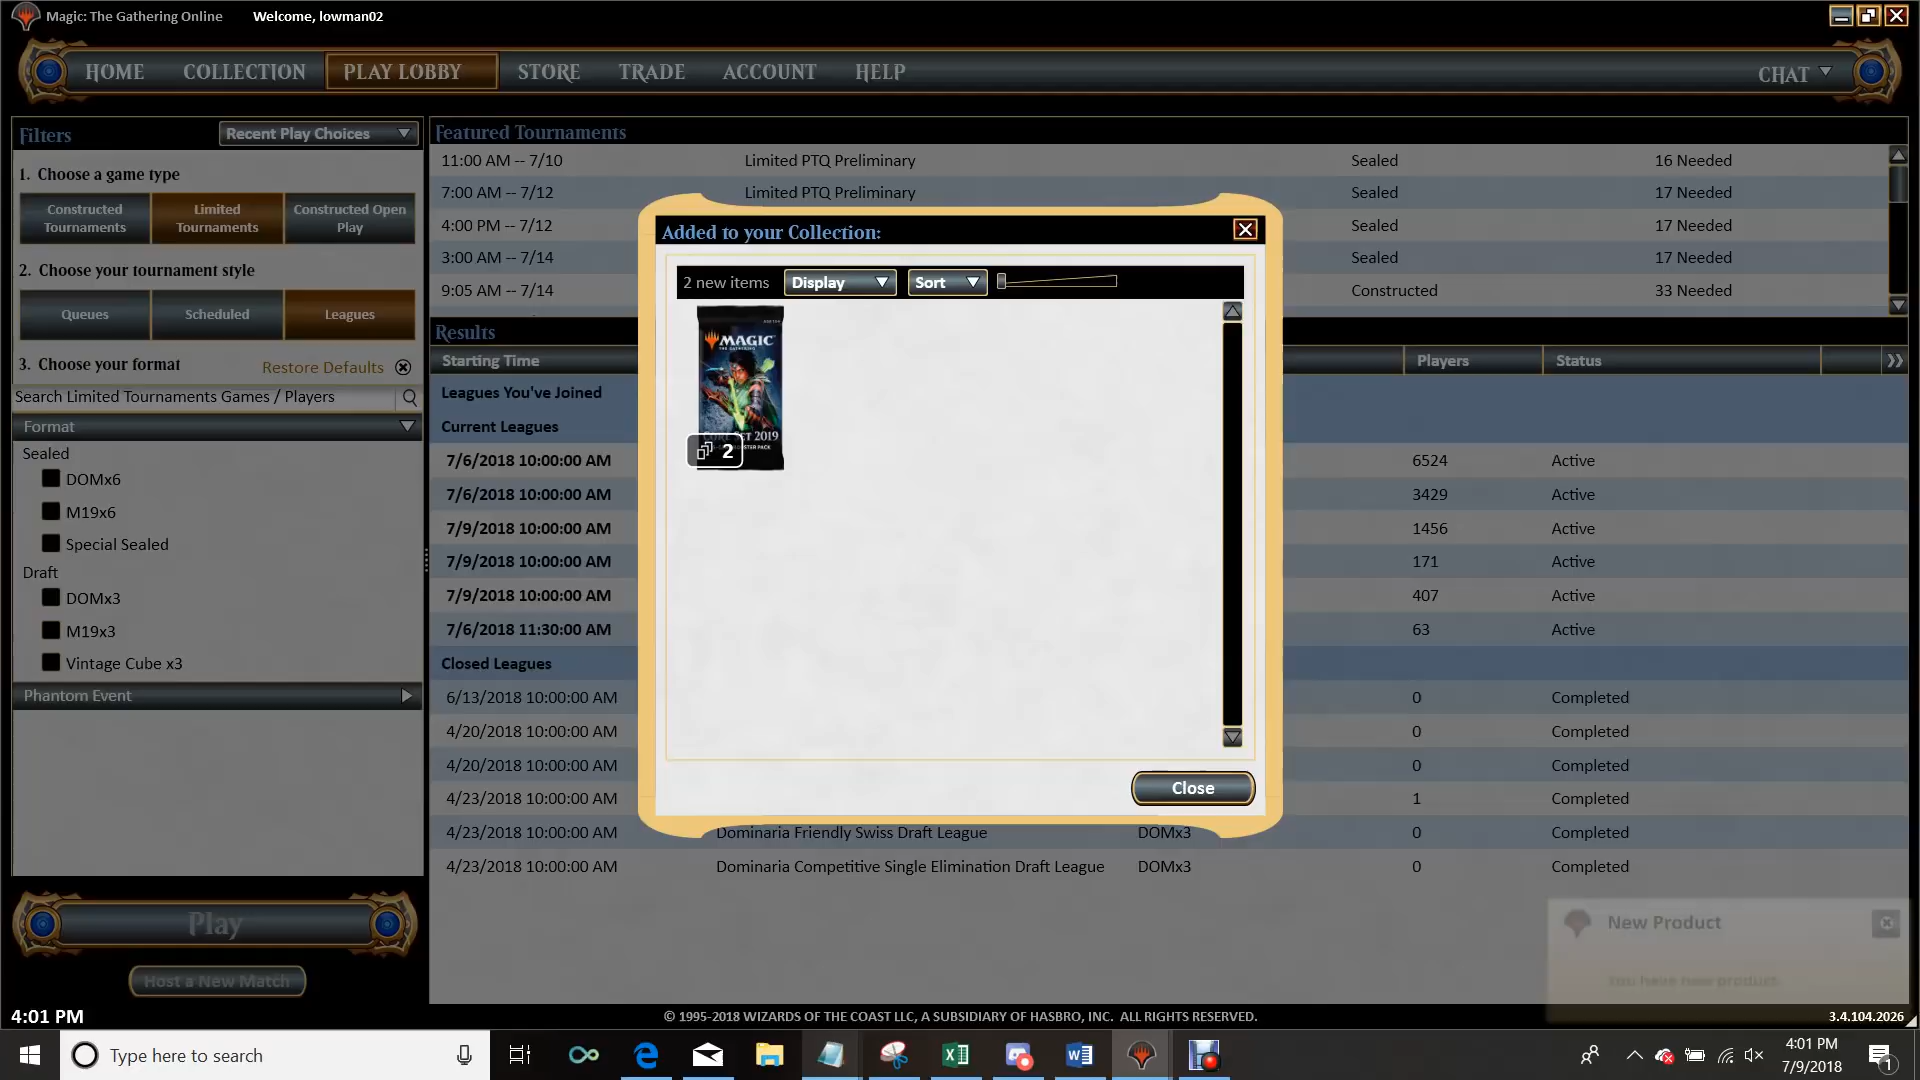 Magic: The Gathering Online
Welcome, lowman02
HOME
COLLECTION
PLAY LOBBY
STORE
TRADE
ACCOUNT
HELP
CHAT
Filters
Recent Play Choices
1. Choose a game type
Constructed Tournaments
Limited Tournaments
Constructed Open Play
2. Choose your tournament style
Queues
Scheduled
Leagues
3. Choose your format
Restore Defaults
Search Limited Tournaments Games / Players
Format
Sealed
DOMx6
M19x6
Special Sealed
Draft
DOMx3
M19x3
Vintage Cube x3
Phantom Event
Play
Host a New Match
4:01 PM
Featured Tournaments
11:00 AM -- 7/10 Limited PTQ Preliminary Sealed 16 Needed
7:00 AM -- 7/12 Limited PTQ Preliminary Sealed 17 Needed
4:00 PM -- 7/12 Sealed 17 Needed
3:00 AM -- 7/14 Sealed 17 Needed
9:05 AM -- 7/14 Constructed 33 Needed
Results
Starting Time Players Status
Leagues You've Joined
Current Leagues
7/6/2018 10:00:00 AM 6524 Active
7/6/2018 10:00:00 AM 3429 Active
7/9/2018 10:00:00 AM 1456 Active
7/9/2018 10:00:00 AM 171 Active
7/9/2018 10:00:00 AM 407 Active
7/6/2018 11:30:00 AM 63 Active
Closed Leagues
6/13/2018 10:00:00 AM 0 Completed
4/20/2018 10:00:00 AM 0 Completed
4/20/2018 10:00:00 AM 0 Completed
4/23/2018 10:00:00 AM 1 Completed
4/23/2018 10:00:00 AM Dominaria Friendly Swiss Draft League DOMx3 0 Completed
4/23/2018 10:00:00 AM Dominaria Competitive Single Elimination Draft League DOMx3 0 Completed
Added to your Collection:
2 new items
Display
Sort
MAGIC
THE GATHERING
CORE SET 2019
2
Close
New Product
You have new product.
© 1995-2018 WIZARDS OF THE COAST LLC, A SUBSIDIARY OF HASBRO, INC. ALL RIGHTS RESERVED.
3.4.104.2026
Type here to search
4:01 PM
7/9/2018
1